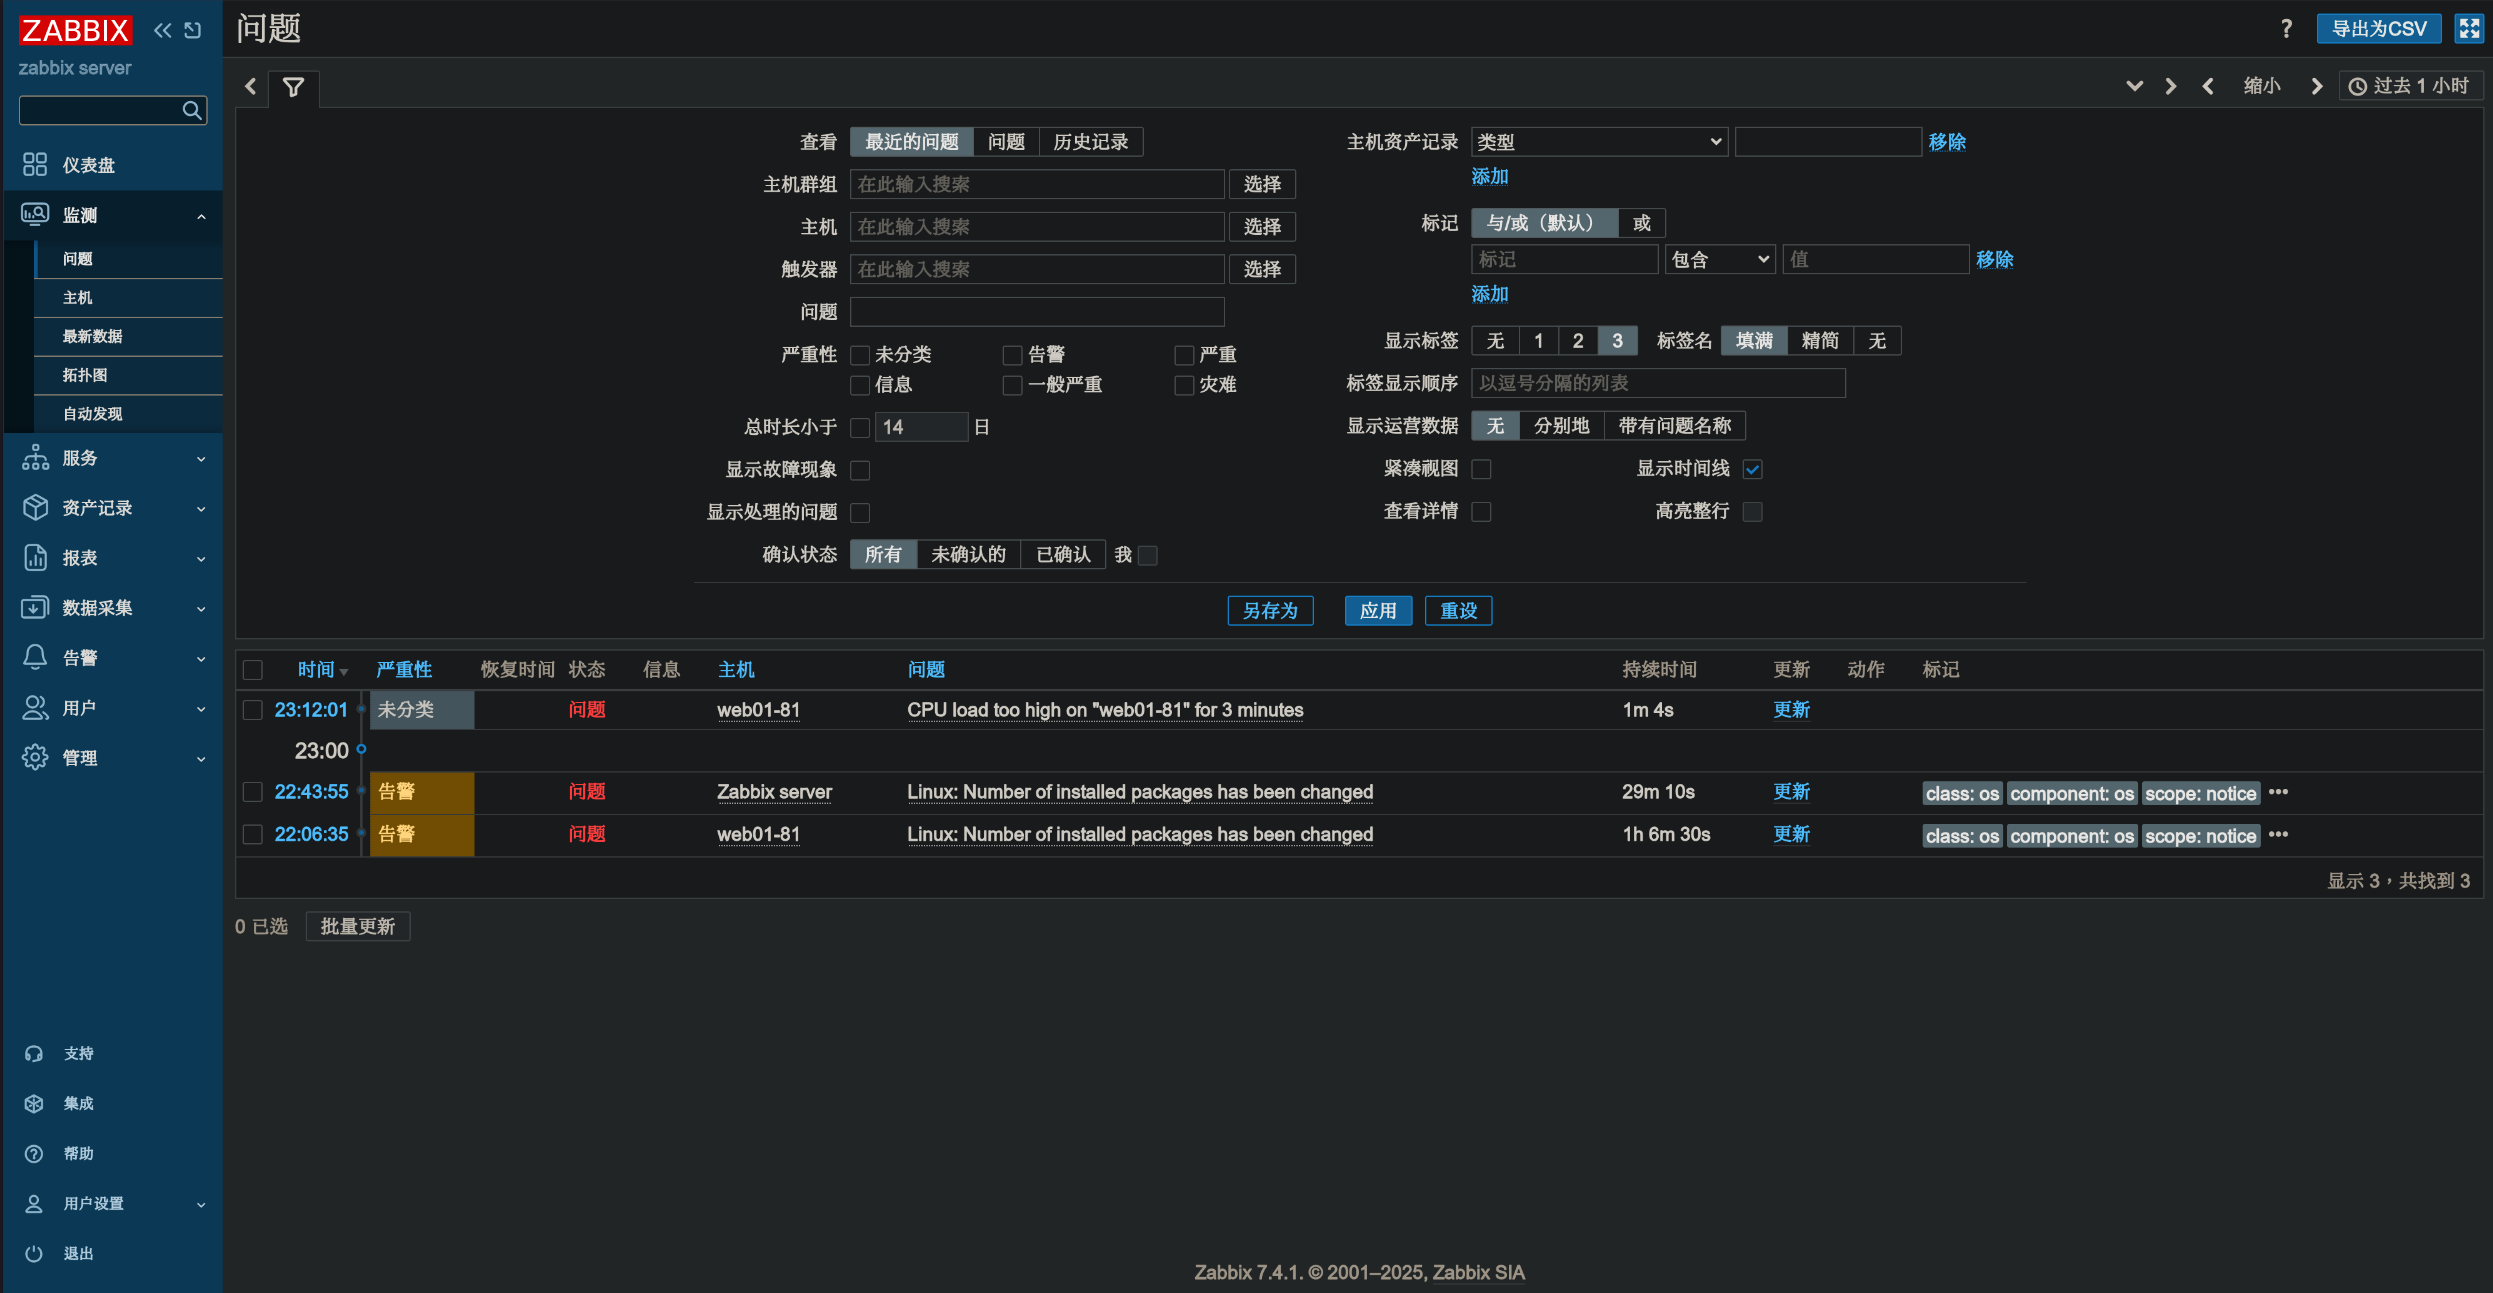 ZABBIX
zabbix server
仪表盘
监测
问题
主机
最新数据
拓扑图
自动发现
服务
资产记录
报表
数据采集
告警
用户
管理
支持
集成
帮助
用户设置
退出
问题
? 导出为CSV
缩小 过去 1 小时
查看 最近的问题 问题 历史记录
主机群组 在此输入搜索 选择
主机 在此输入搜索 选择
触发器 在此输入搜索 选择
问题
严重性 未分类 告警 严重
信息 一般严重 灾难
总时长小于 14 日
显示故障现象
显示处理的问题
确认状态 所有 未确认的 已确认 我
主机资产记录 类型 移除
添加
标记 与/或（默认） 或
标记 包含 值 移除
添加
显示标签 无 1 2 3 标签名 填满 精简 无
标签显示顺序 以逗号分隔的列表
显示运营数据 无 分别地 带有问题名称
紧凑视图 显示时间线
查看详情 高亮整行
另存为 应用 重设
时间 严重性 恢复时间 状态 信息 主机 问题 持续时间 更新 动作 标记
23:12:01 未分类 问题 web01-81 CPU load too high on "web01-81" for 3 minutes 1m 4s 更新
23:00
22:43:55 告警 问题 Zabbix server Linux: Number of installed packages has been changed 29m 10s 更新 class: os component: os scope: notice •••
22:06:35 告警 问题 web01-81 Linux: Number of installed packages has been changed 1h 6m 30s 更新 class: os component: os scope: notice •••
显示 3，共找到 3
0 已选 批量更新
Zabbix 7.4.1. © 2001–2025, Zabbix SIA